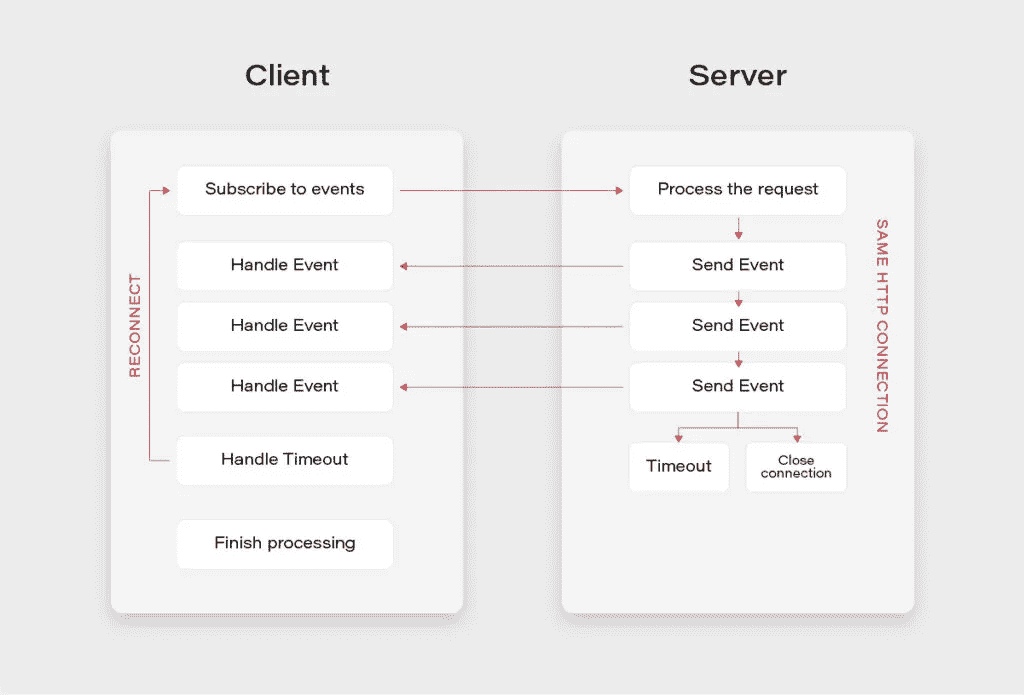 Client
Server
Subscribe to events
Process the request
Handle Event
Send Event
Handle Event
Send Event
Handle Event
Send Event
Handle Timeout
Timeout
Close
connection
Finish processing
RECONNECT
SAME HTTP CONNECTION